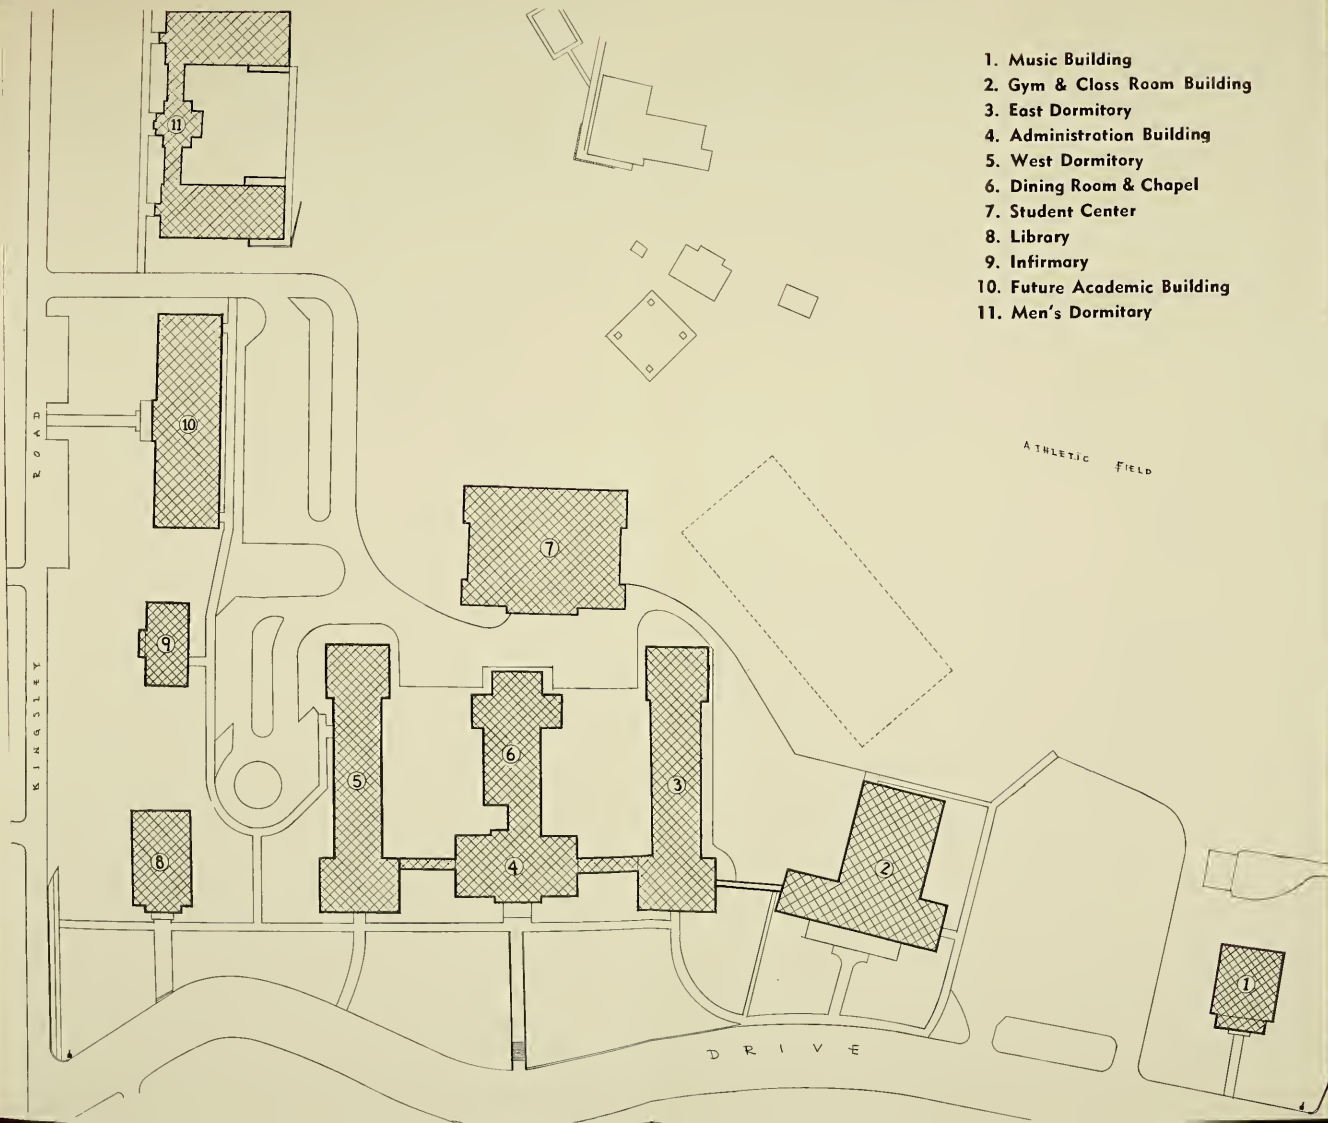 1. Music Building
2. Gym & Class Room Building
3. East Dormitory
4. Administration Building
5. West Dormitory
6. Dining Room & Chapel
7. Student Center
8. Library
9. Infirmary
10. Future Academic Building
11. Men's Dormitary
11
10
ROAD
ATHLETIC FIELD
7
9
KINGSLEY
6
5
3
8
4
2
1
DRIVE